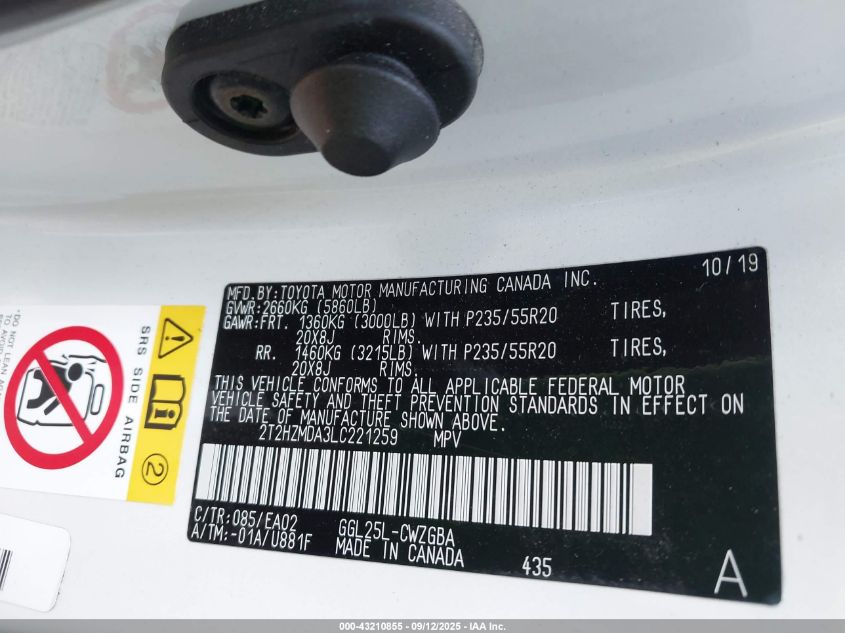 10/19
MFD.BY:TOYOTA MOTOR MANUFACTURING CANADA INC.
GVWR:2660KG (5860LB)
GAWR:FRT. 1360KG (3000LB) WITH P235/55R20 TIRES,
20X8J RIMS.
RR. 1460KG (3215LB) WITH P235/55R20 TIRES,
20X8J RIMS.
THIS VEHICLE CONFORMS TO ALL APPLICABLE FEDERAL MOTOR
VEHICLE SAFETY AND THEFT PREVENTION STANDARDS IN EFFECT ON
THE DATE OF MANUFACTURE SHOWN ABOVE.
2T2HZMDA3LC221259 MPV
C/TR:085/EA02 GGL25L-CWZGBA
A/TM:-01A/U881F MADE IN CANADA 435
A
SRS SIDE AIRBAG
2
•DO NOT LEAN
000-43210855 - 09/12/2025 - IAA Inc.